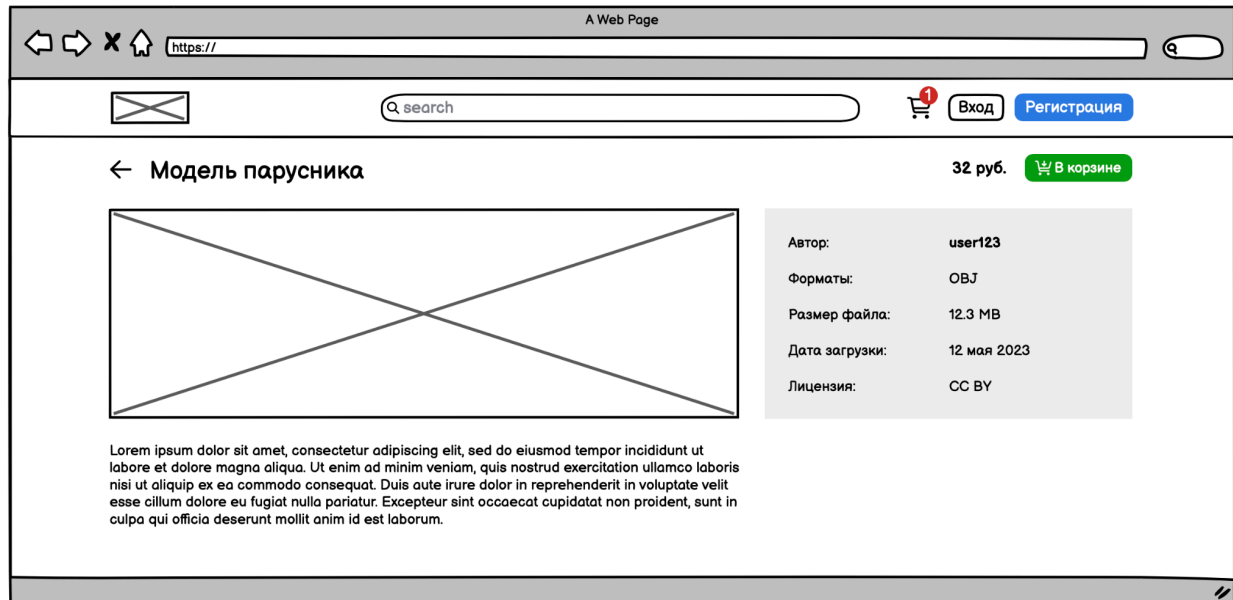 A Web Page
https://
search
1
Вход
Регистрация
Модель парусника
32 руб.
В корзине
Автор: user123
Форматы: OBJ
Размер файла: 12.3 MB
Дата загрузки: 12 мая 2023
Лицензия: CC BY
Lorem ipsum dolor sit amet, consectetur adipiscing elit, sed do eiusmod tempor incididunt ut
labore et dolore magna aliqua. Ut enim ad minim veniam, quis nostrud exercitation ullamco laboris
nisi ut aliquip ex ea commodo consequat. Duis aute irure dolor in reprehenderit in voluptate velit
esse cillum dolore eu fugiat nulla pariatur. Excepteur sint occaecat cupidatat non proident, sunt in
culpa qui officia deserunt mollit anim id est laborum.